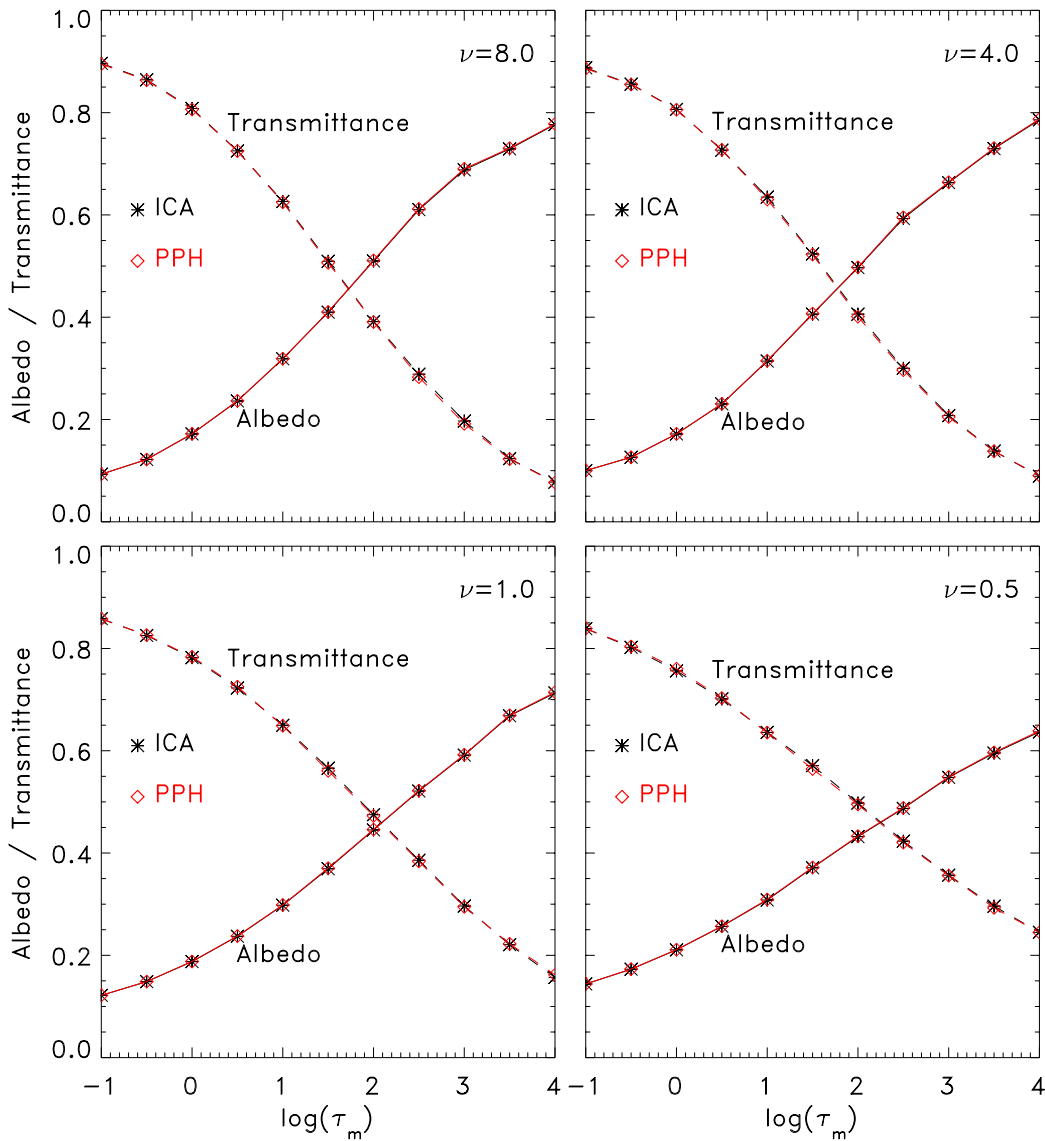 1.0
0.8
0.6
0.4
0.2
0.0
Albedo / Transmittance
ν=8.0
Transmittance
ICA
PPH
Albedo
ν=4.0
Transmittance
ICA
PPH
Albedo
1.0
0.8
0.6
0.4
0.2
0.0
Albedo / Transmittance
ν=1.0
Transmittance
ICA
PPH
Albedo
ν=0.5
Transmittance
ICA
PPH
Albedo
-1 0 1 2 3 4
-1 0 1 2 3 4
log(τm)
log(τm)